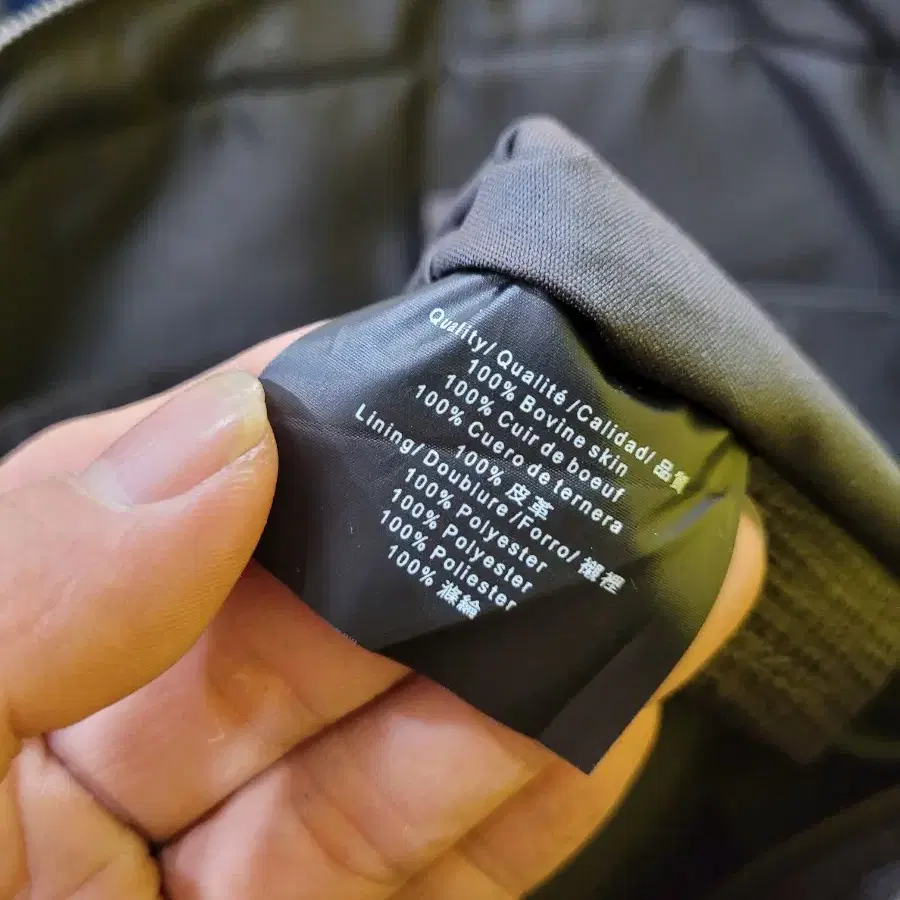 Quality/Qualité/Calidad/品質
100% Bovine skin
100% Cuir de boeuf
100% Cuero de ternera
100% 皮革
Lining/Doublure/Forro/襯裡
100% Polyester
100% Polyester
100% Poliester
100% 滌綸